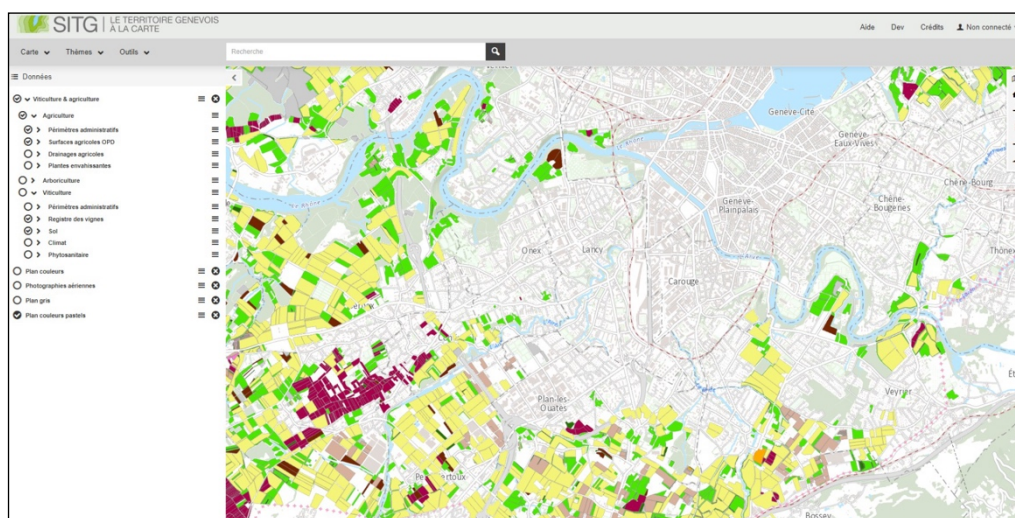 SITG
LE TERRITOIRE GENEVOIS
À LA CARTE
Aide Dev Crédits Non connecté
Carte Thèmes Outils
Recherche
Données
Viticulture & agriculture
Agriculture
Périmètres administratifs
Surfaces agricoles OPD
Drainages agricoles
Plantes envahissantes
Arboriculture
Viticulture
Périmètres administratifs
Registre des vignes
Sol
Climat
Phytosanitaire
Plan couleurs
Photographies aériennes
Plan gris
Plan couleurs pastels
Genève-Cité
Genève-
Eaux-Vives
Chêne-Bourg
Chêne-
Bougeries
Thônex
Genève-
Plainpalais
Le Rhône
Onex
Lancy
Carouge
Plan-les-
Ouates
Veyrier
Bossey